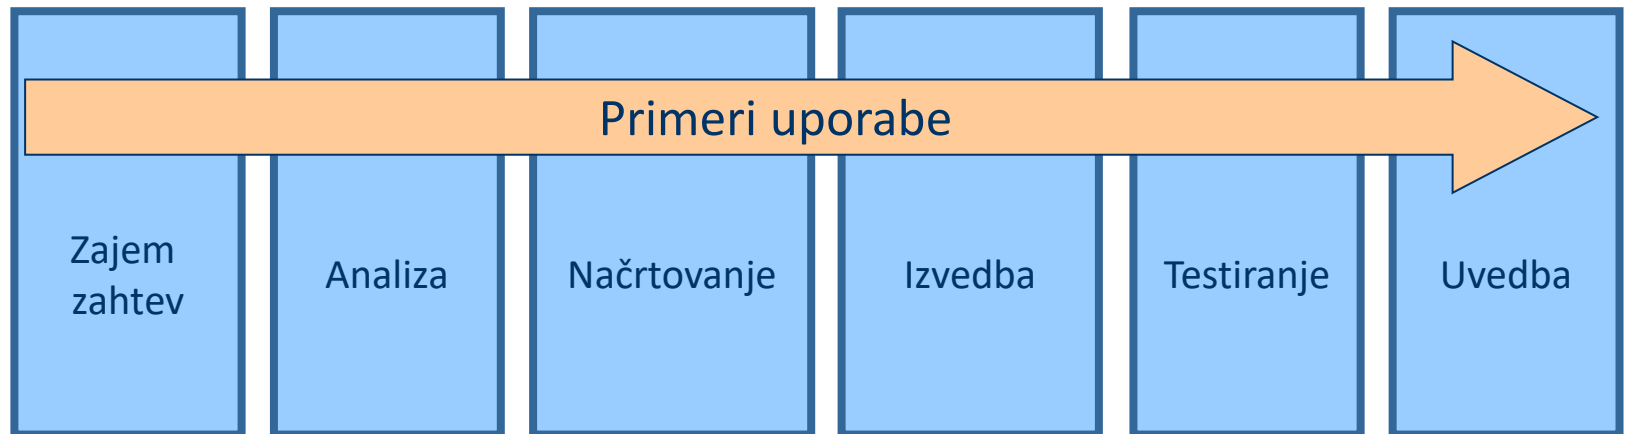 Primeri uporabe
Zajem
zahtev
Analiza
Načrtovanje
Izvedba
Testiranje
Uvedba